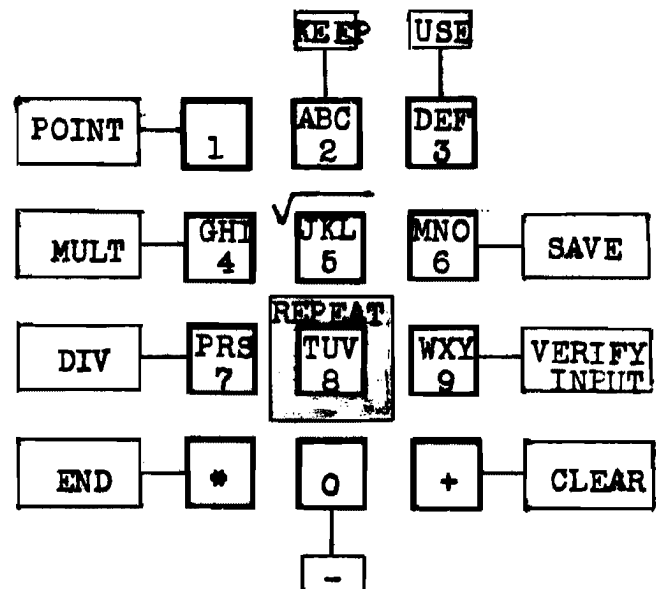 KEEP USE
POINT 1 ABC DEF
2 3
√
MULT GHI JKL MNO SAVE
4 5 6
REPEAT
DIV PRS TUV WXY VERIFY
7 8 9 INPUT
END * 0 + CLEAR
-